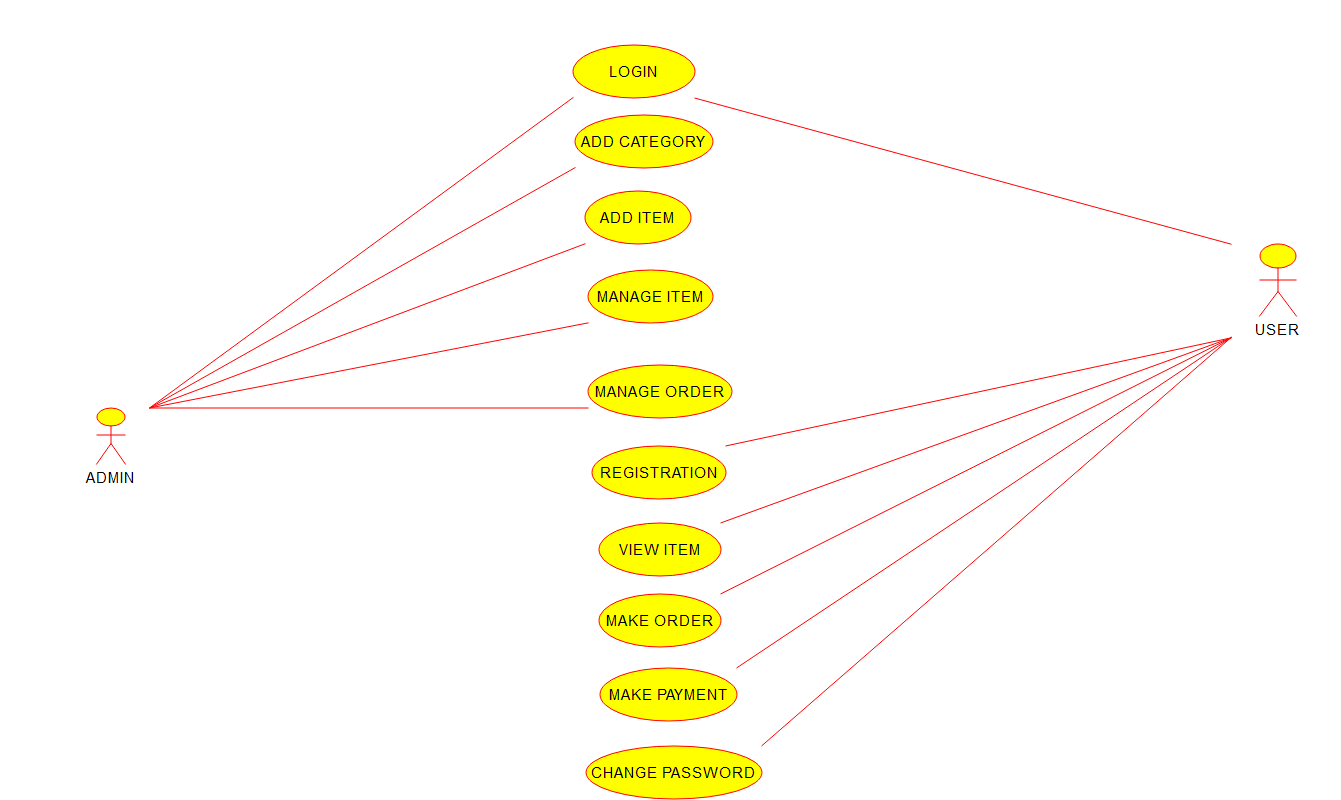 LOGIN
ADD CATEGORY
ADD ITEM
MANAGE ITEM
USER
MANAGE ORDER
REGISTRATION
ADMIN
VIEW ITEM
MAKE ORDER
MAKE PAYMENT
CHANGE PASSWORD